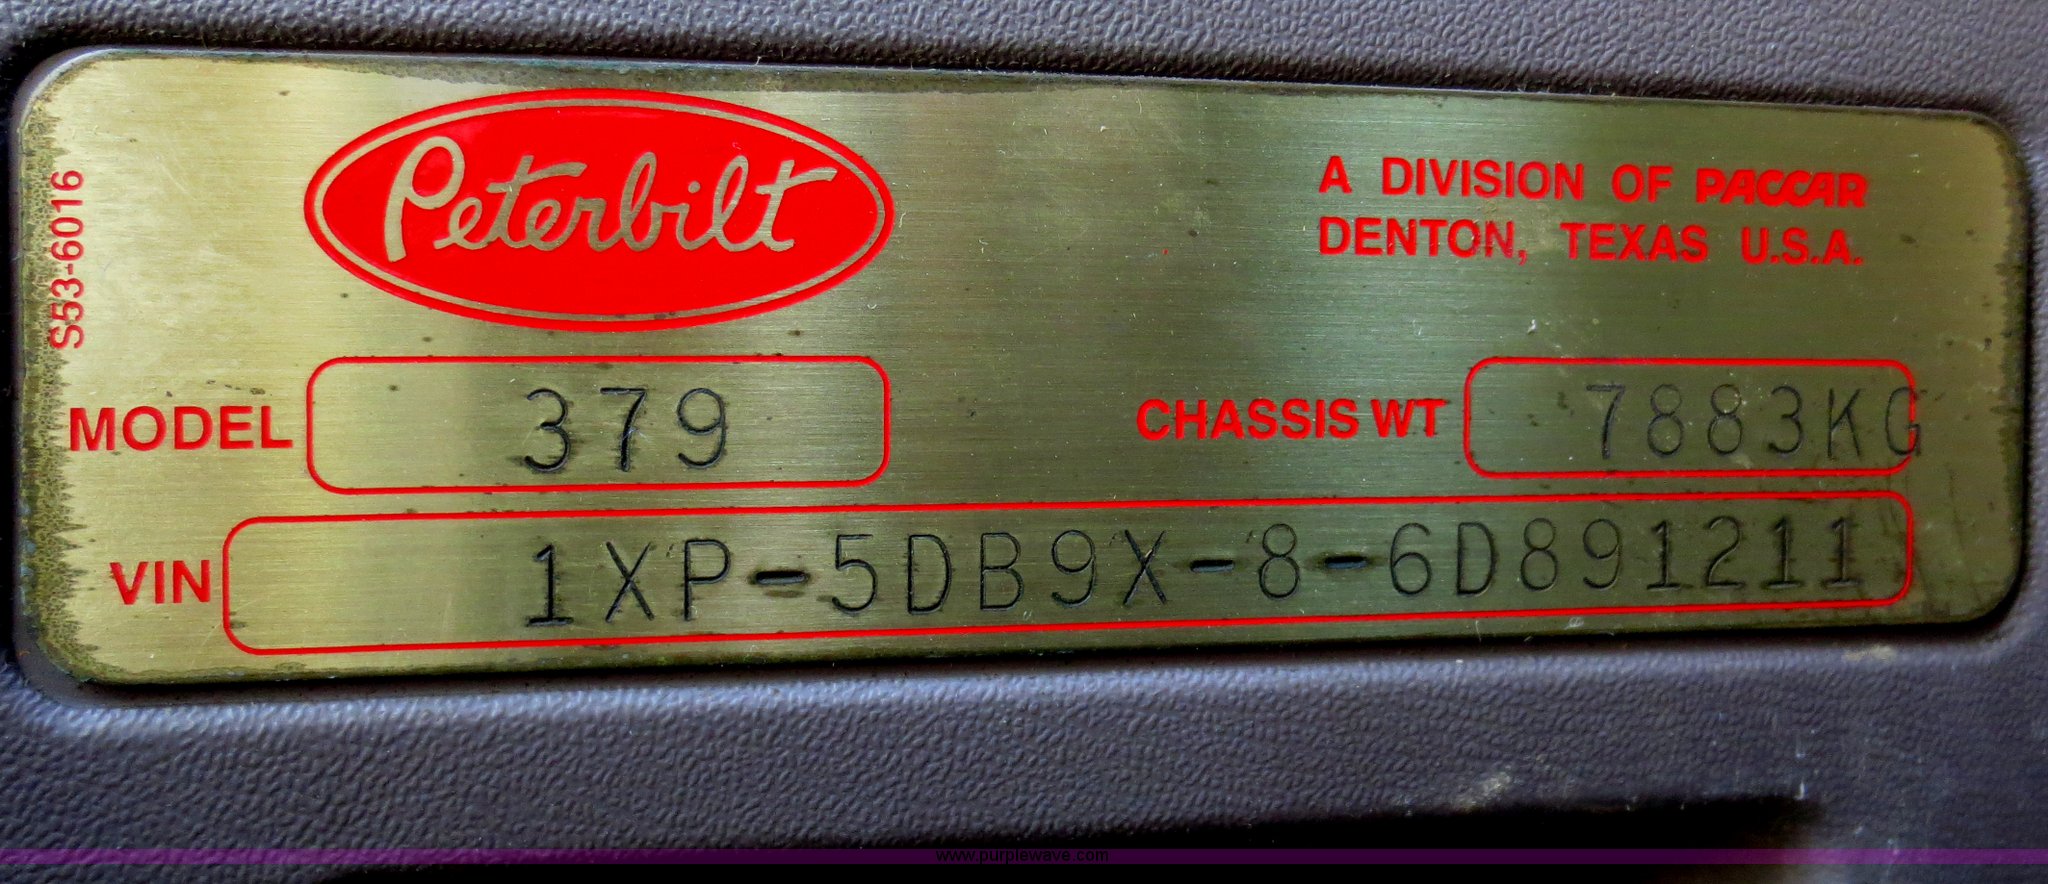 Peterbilt
A DIVISION OF PACCAR
DENTON, TEXAS U.S.A.
S53-6016
MODEL 379
CHASSIS WT 7883KG
VIN 1XP-5DB9X-8-6D891211
www.purplewave.com